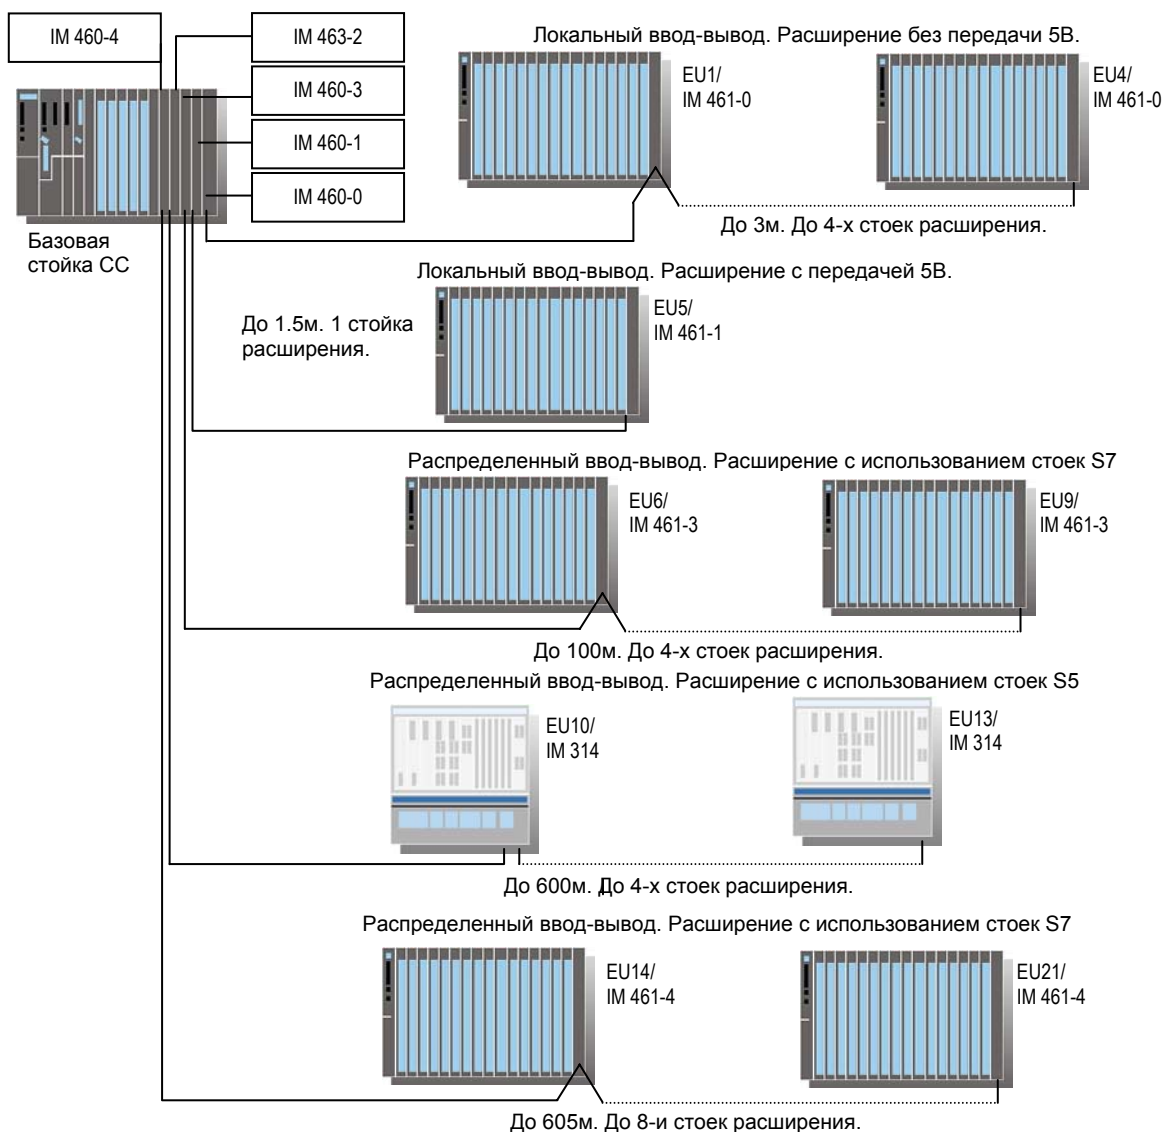 IM 460-4
IM 463-2
IM 460-3
IM 460-1
IM 460-0
Базовая
стойка CC
Локальный ввод-вывод. Расширение без передачи 5В.
EU1/
IM 461-0
EU4/
IM 461-0
До 3м. До 4-х стоек расширения.
Локальный ввод-вывод. Расширение с передачей 5В.
До 1.5м. 1 стойка
расширения.
EU5/
IM 461-1
Распределенный ввод-вывод. Расширение с использованием стоек S7
EU6/
IM 461-3
EU9/
IM 461-3
До 100м. До 4-х стоек расширения.
Распределенный ввод-вывод. Расширение с использованием стоек S5
EU10/
IM 314
EU13/
IM 314
До 600м. До 4-х стоек расширения.
Распределенный ввод-вывод. Расширение с использованием стоек S7
EU14/
IM 461-4
EU21/
IM 461-4
До 605м. До 8-и стоек расширения.